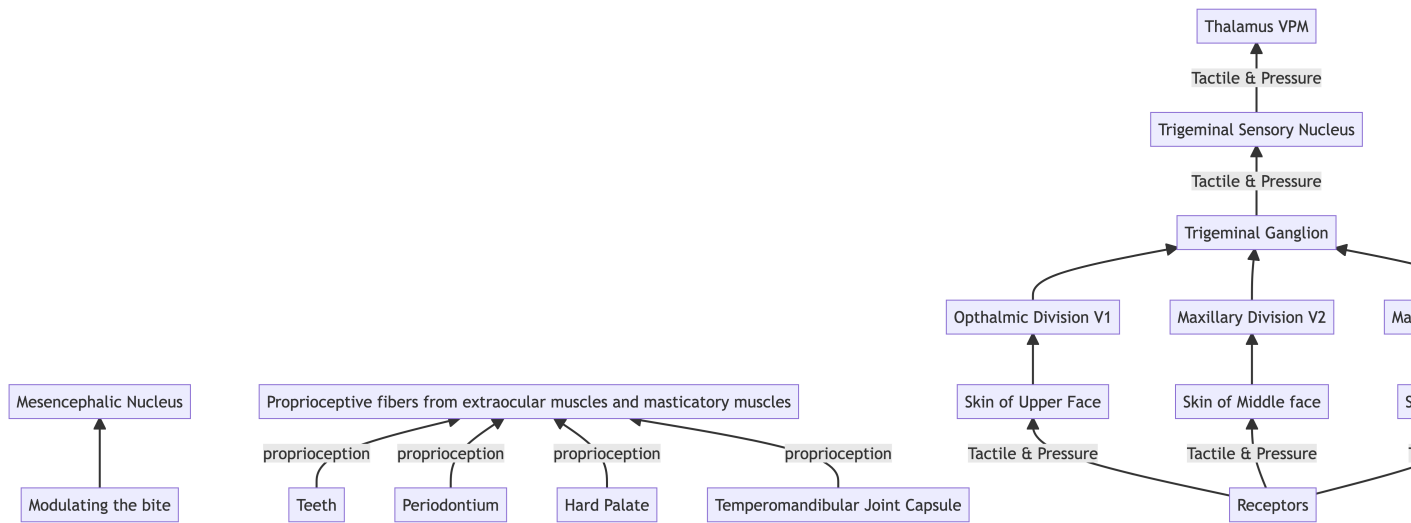 Thalamus VPM
Tactile & Pressure
Trigeminal Sensory Nucleus
Tactile & Pressure
Trigeminal Ganglion
Opthalmic Division V1
Maxillary Division V2
Ma
Mesencephalic Nucleus
Proprioceptive fibers from extraocular muscles and masticatory muscles
Skin of Upper Face
Skin of Middle face
S
proprioception
proprioception
proprioception
proprioception
Tactile & Pressure
Tactile & Pressure
Modulating the bite
Teeth
Periodontium
Hard Palate
Temperomandibular Joint Capsule
Receptors